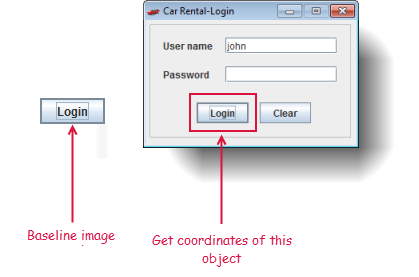 Car Rental-Login
User name john
Password
Login
Login Clear
Baseline image
Get coordinates of this
object